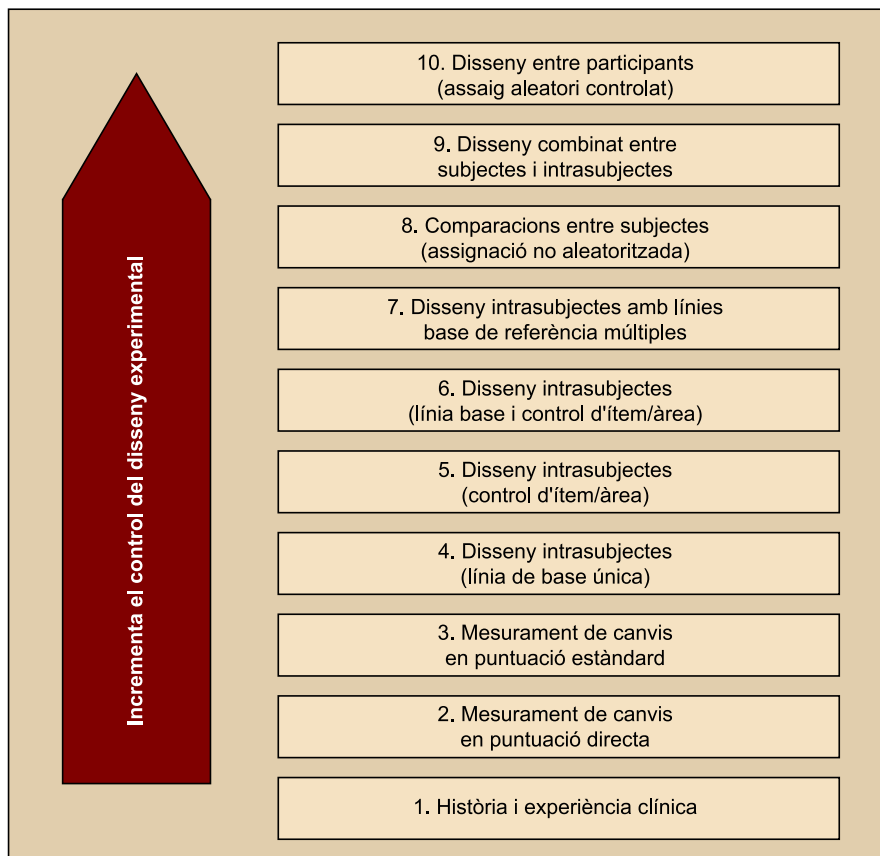 Incrementa el control del disseny experimental
10. Disseny entre participants
(assaig aleatori controlat)
9. Disseny combinat entre
subjectes i intrasubjectes
8. Comparacions entre subjectes
(assignació no aleatoritzada)
7. Disseny intrasubjectes amb línies
base de referència múltiples
6. Disseny intrasubjectes
(línia base i control d'ítem/àrea)
5. Disseny intrasubjectes
(control d'ítem/àrea)
4. Disseny intrasubjectes
(línia de base única)
3. Mesurament de canvis
en puntuació estàndard
2. Mesurament de canvis
en puntuació directa
1. Història i experiència clínica